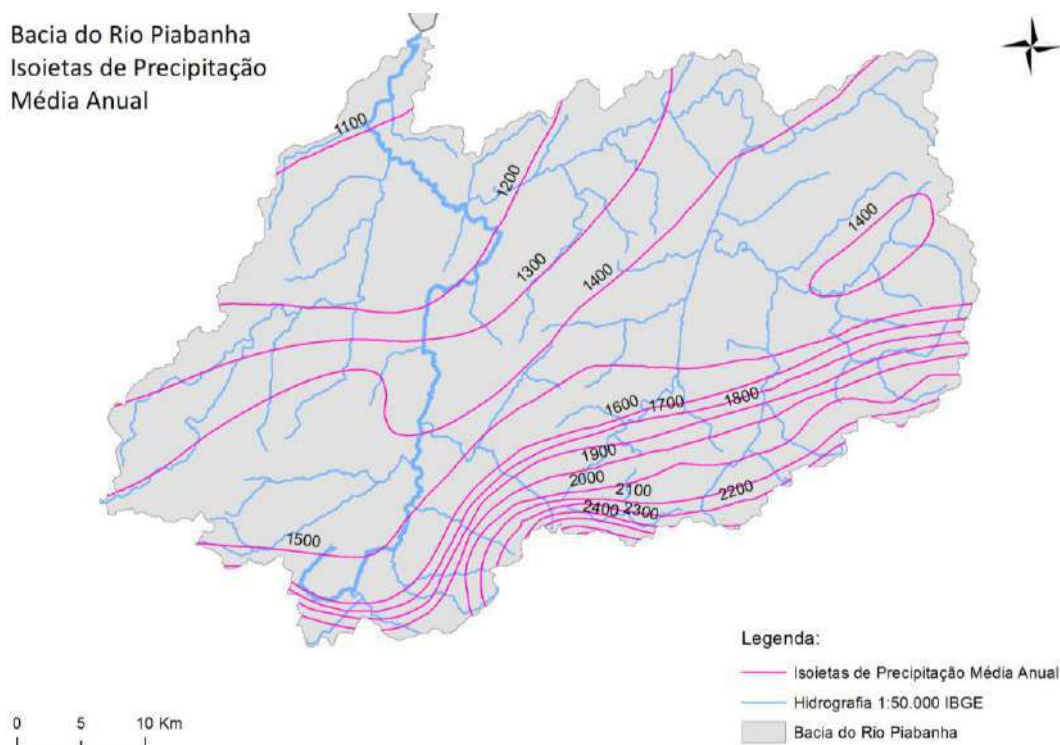 Bacia do Rio Piabanha
Isoietas de Precipitação
Média Anual
1100
1200
1300
1400
1400
1600
1700
1800
1900
2000
2100
2200
2300
2400
1500
Legenda:
Isoietas de Precipitação Média Anual
Hidrografia 1:50.000 IBGE
Bacia do Rio Piabanha
0 5 10 Km